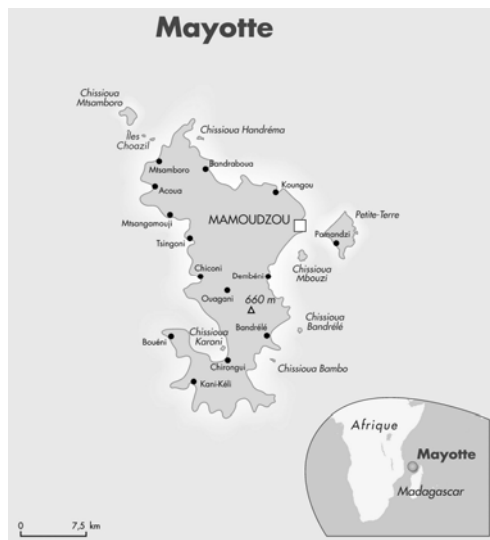 Mayotte
Chissioua
Mtsamboro
Îles
Choazil
Chissioua Handréma
Mtsamboro
Bandraboua
Acoua
Koungou
Mtsangamouji
MAMOUDZOU
Petite-Terre
Pamandzi
Tsingoni
Chissioua
Mbouzi
Chiconi
Dembéni
Ouagani
660 m
Chissioua
Bandrélé
Bandrélé
Chissioua
Karoni
Bouéni
Chirongui
Chissioua Bambo
Kani-Kéli
Afrique
Mayotte
Madagascar
0 7,5 km